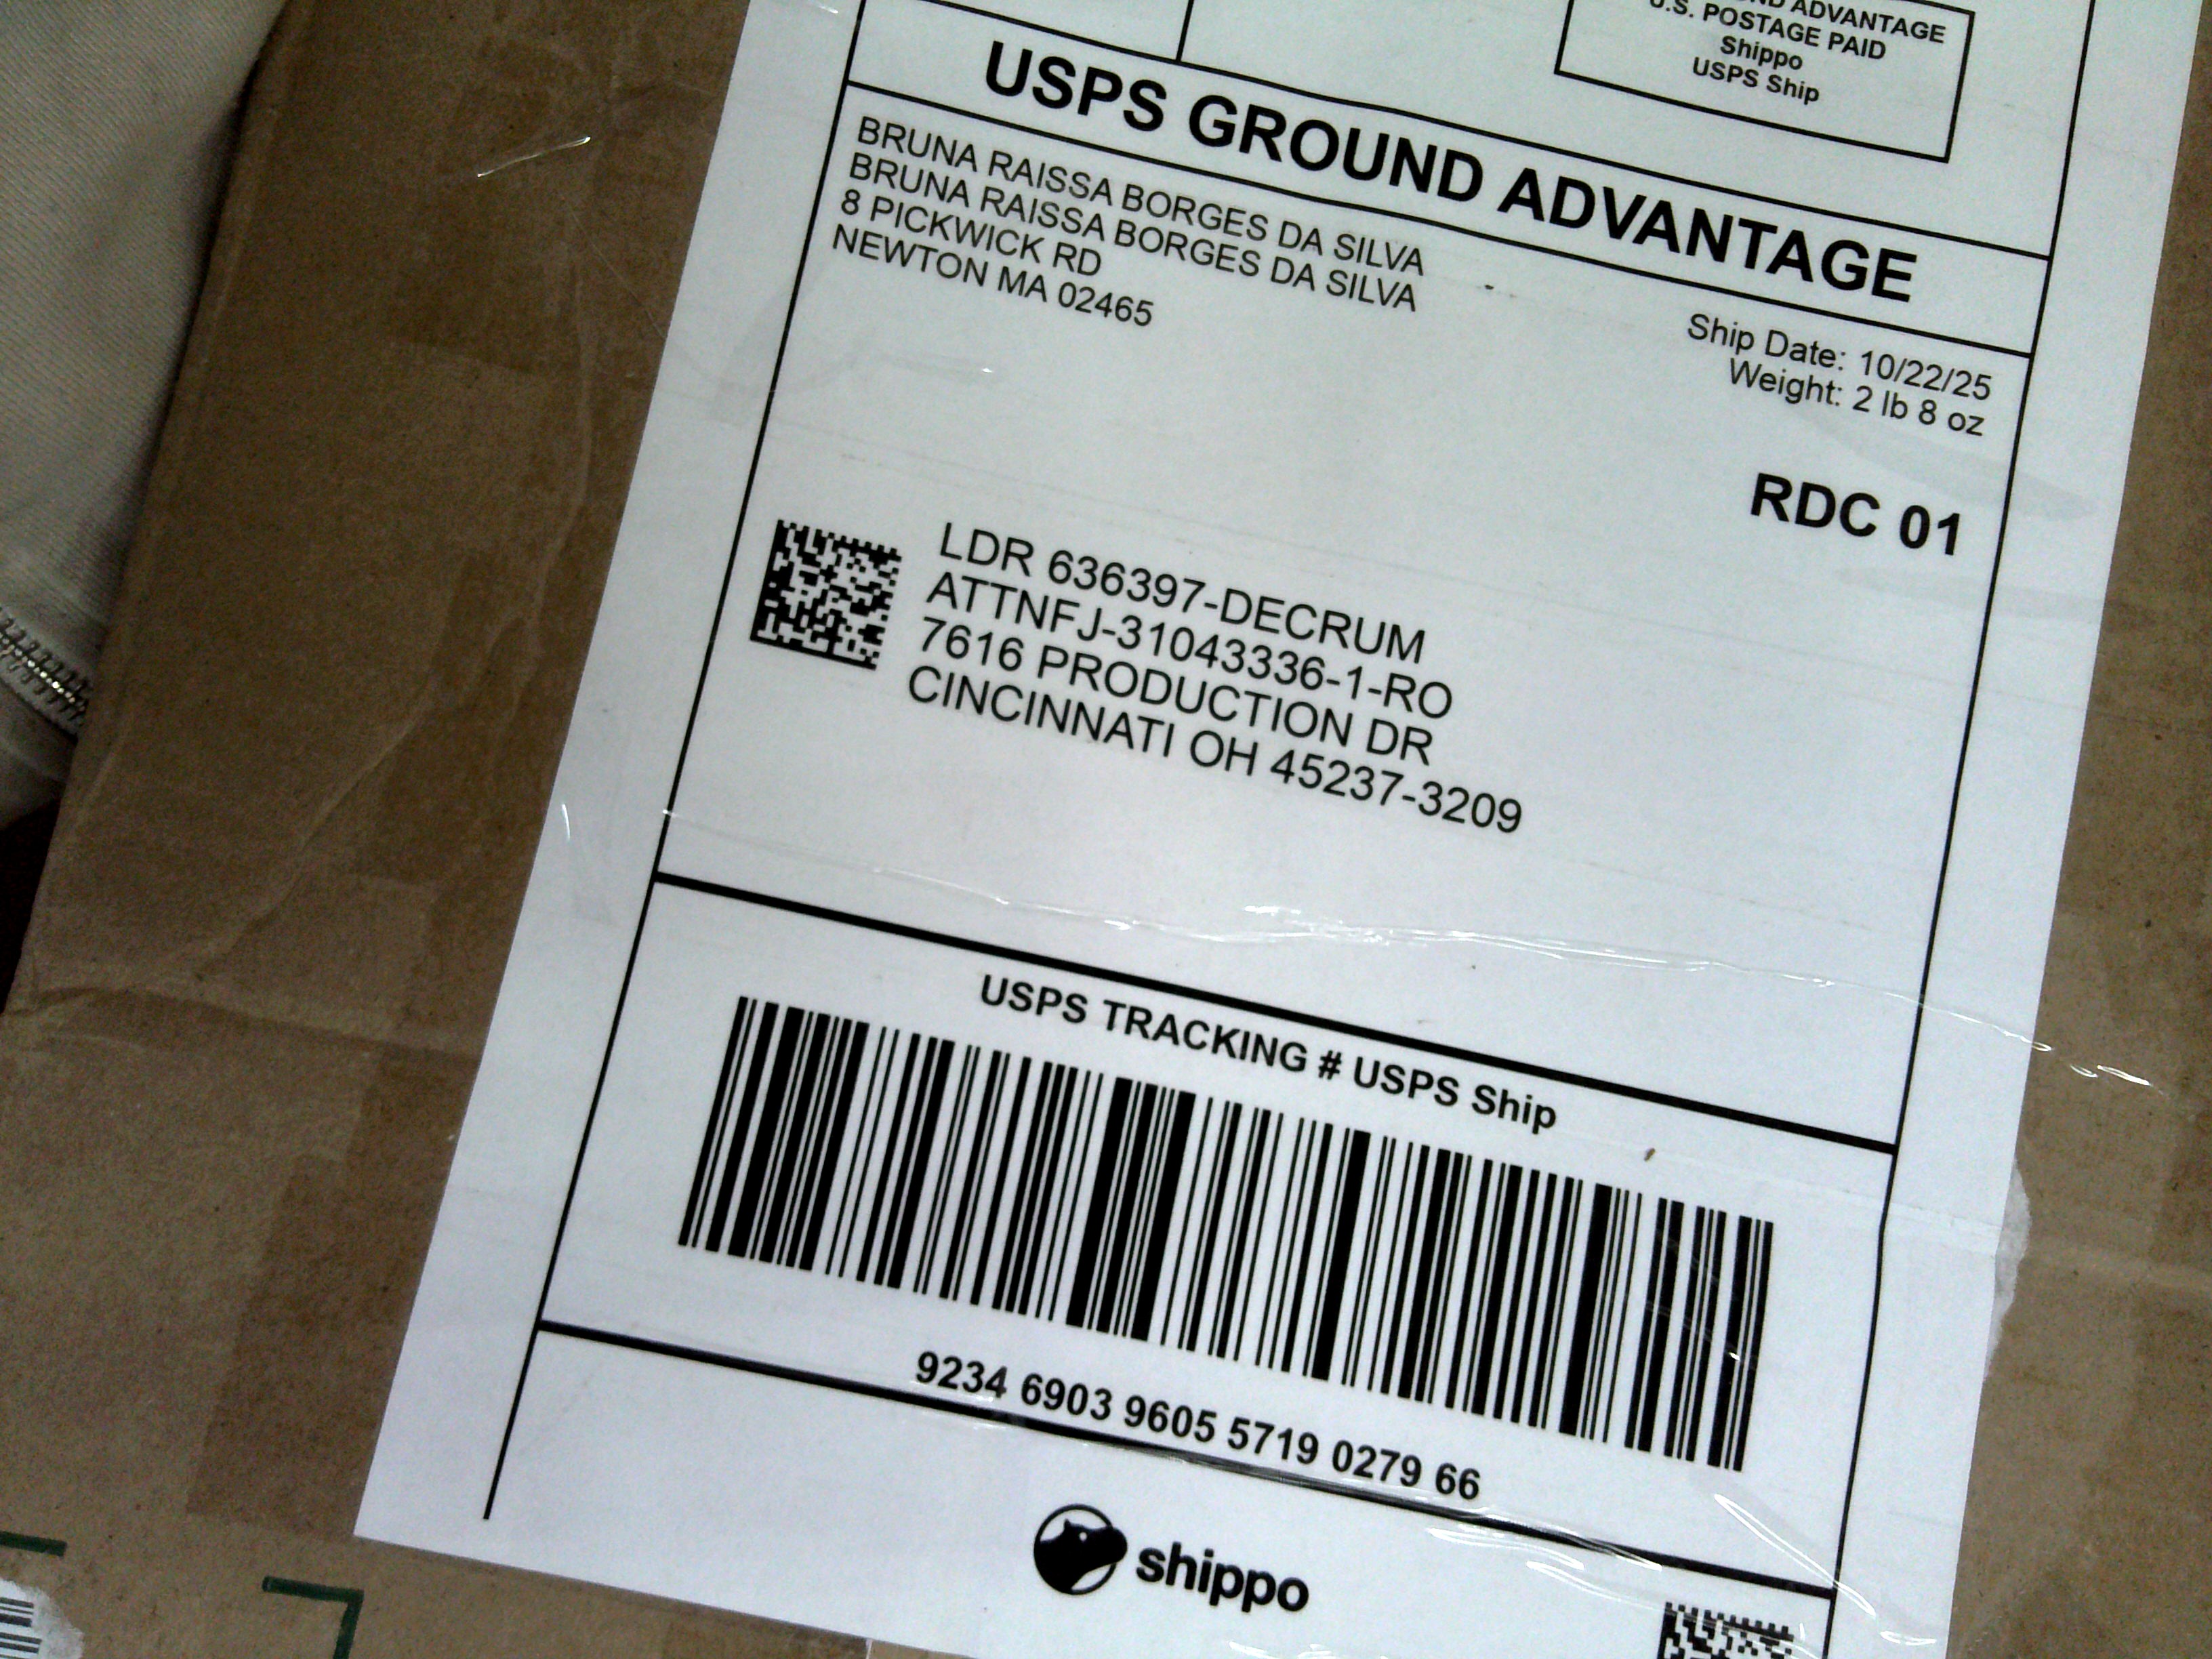 ND ADVANTAGE
U.S. POSTAGE PAID
Shippo
USPS Ship
USPS GROUND ADVANTAGE
BRUNA RAISSA BORGES DA SILVA
BRUNA RAISSA BORGES DA SILVA
8 PICKWICK RD
NEWTON MA 02465
Ship Date: 10/22/25
Weight: 2 lb 8 oz
RDC 01
LDR 636397-DECRUM
ATTNFJ-31043336-1-RO
7616 PRODUCTION DR
CINCINNATI OH 45237-3209
USPS TRACKING # USPS Ship
9234 6903 9605 5719 0279 66
shippo